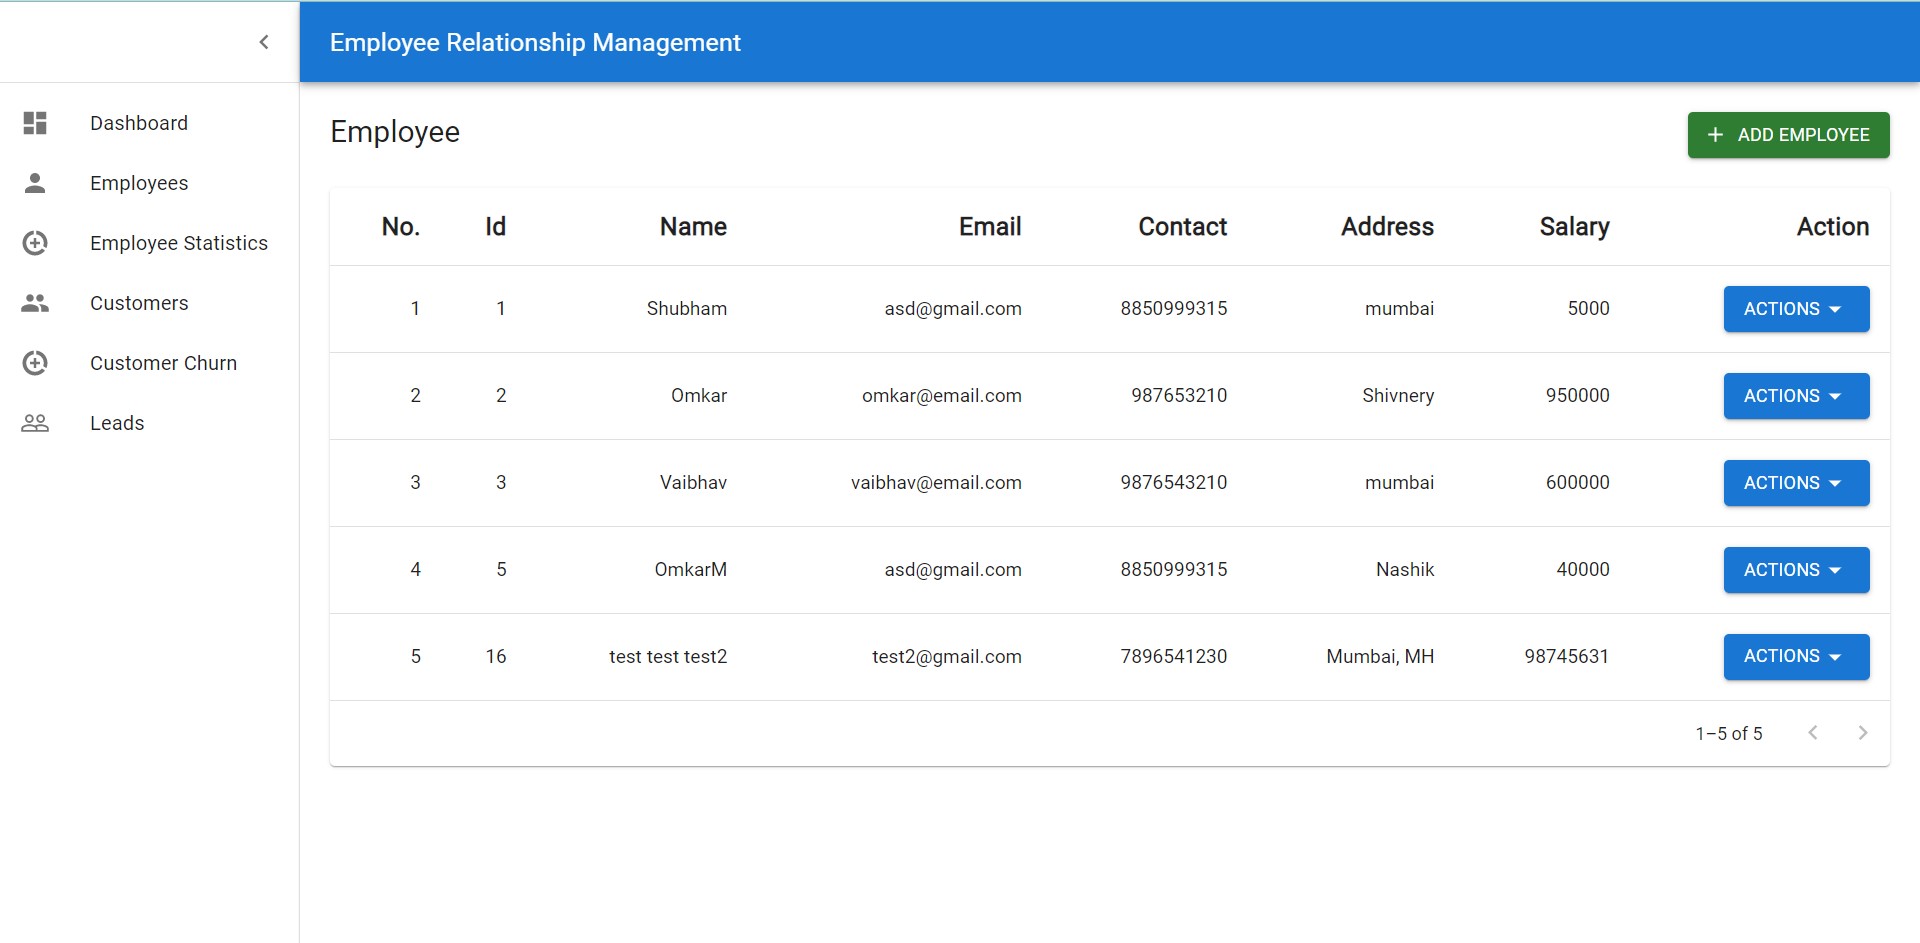 Employee Relationship Management
Dashboard
Employees
Employee Statistics
Customers
Customer Churn
Leads
Employee
ADD EMPLOYEE
No. Id Name Email Contact Address Salary Action
1 1 Shubham asd@gmail.com 8850999315 mumbai 5000 ACTIONS
2 2 Omkar omkar@email.com 987653210 Shivnery 950000 ACTIONS
3 3 Vaibhav vaibhav@email.com 9876543210 mumbai 600000 ACTIONS
4 5 OmkarM asd@gmail.com 8850999315 Nashik 40000 ACTIONS
5 16 test test test2 test2@gmail.com 7896541230 Mumbai, MH 98745631 ACTIONS
1–5 of 5